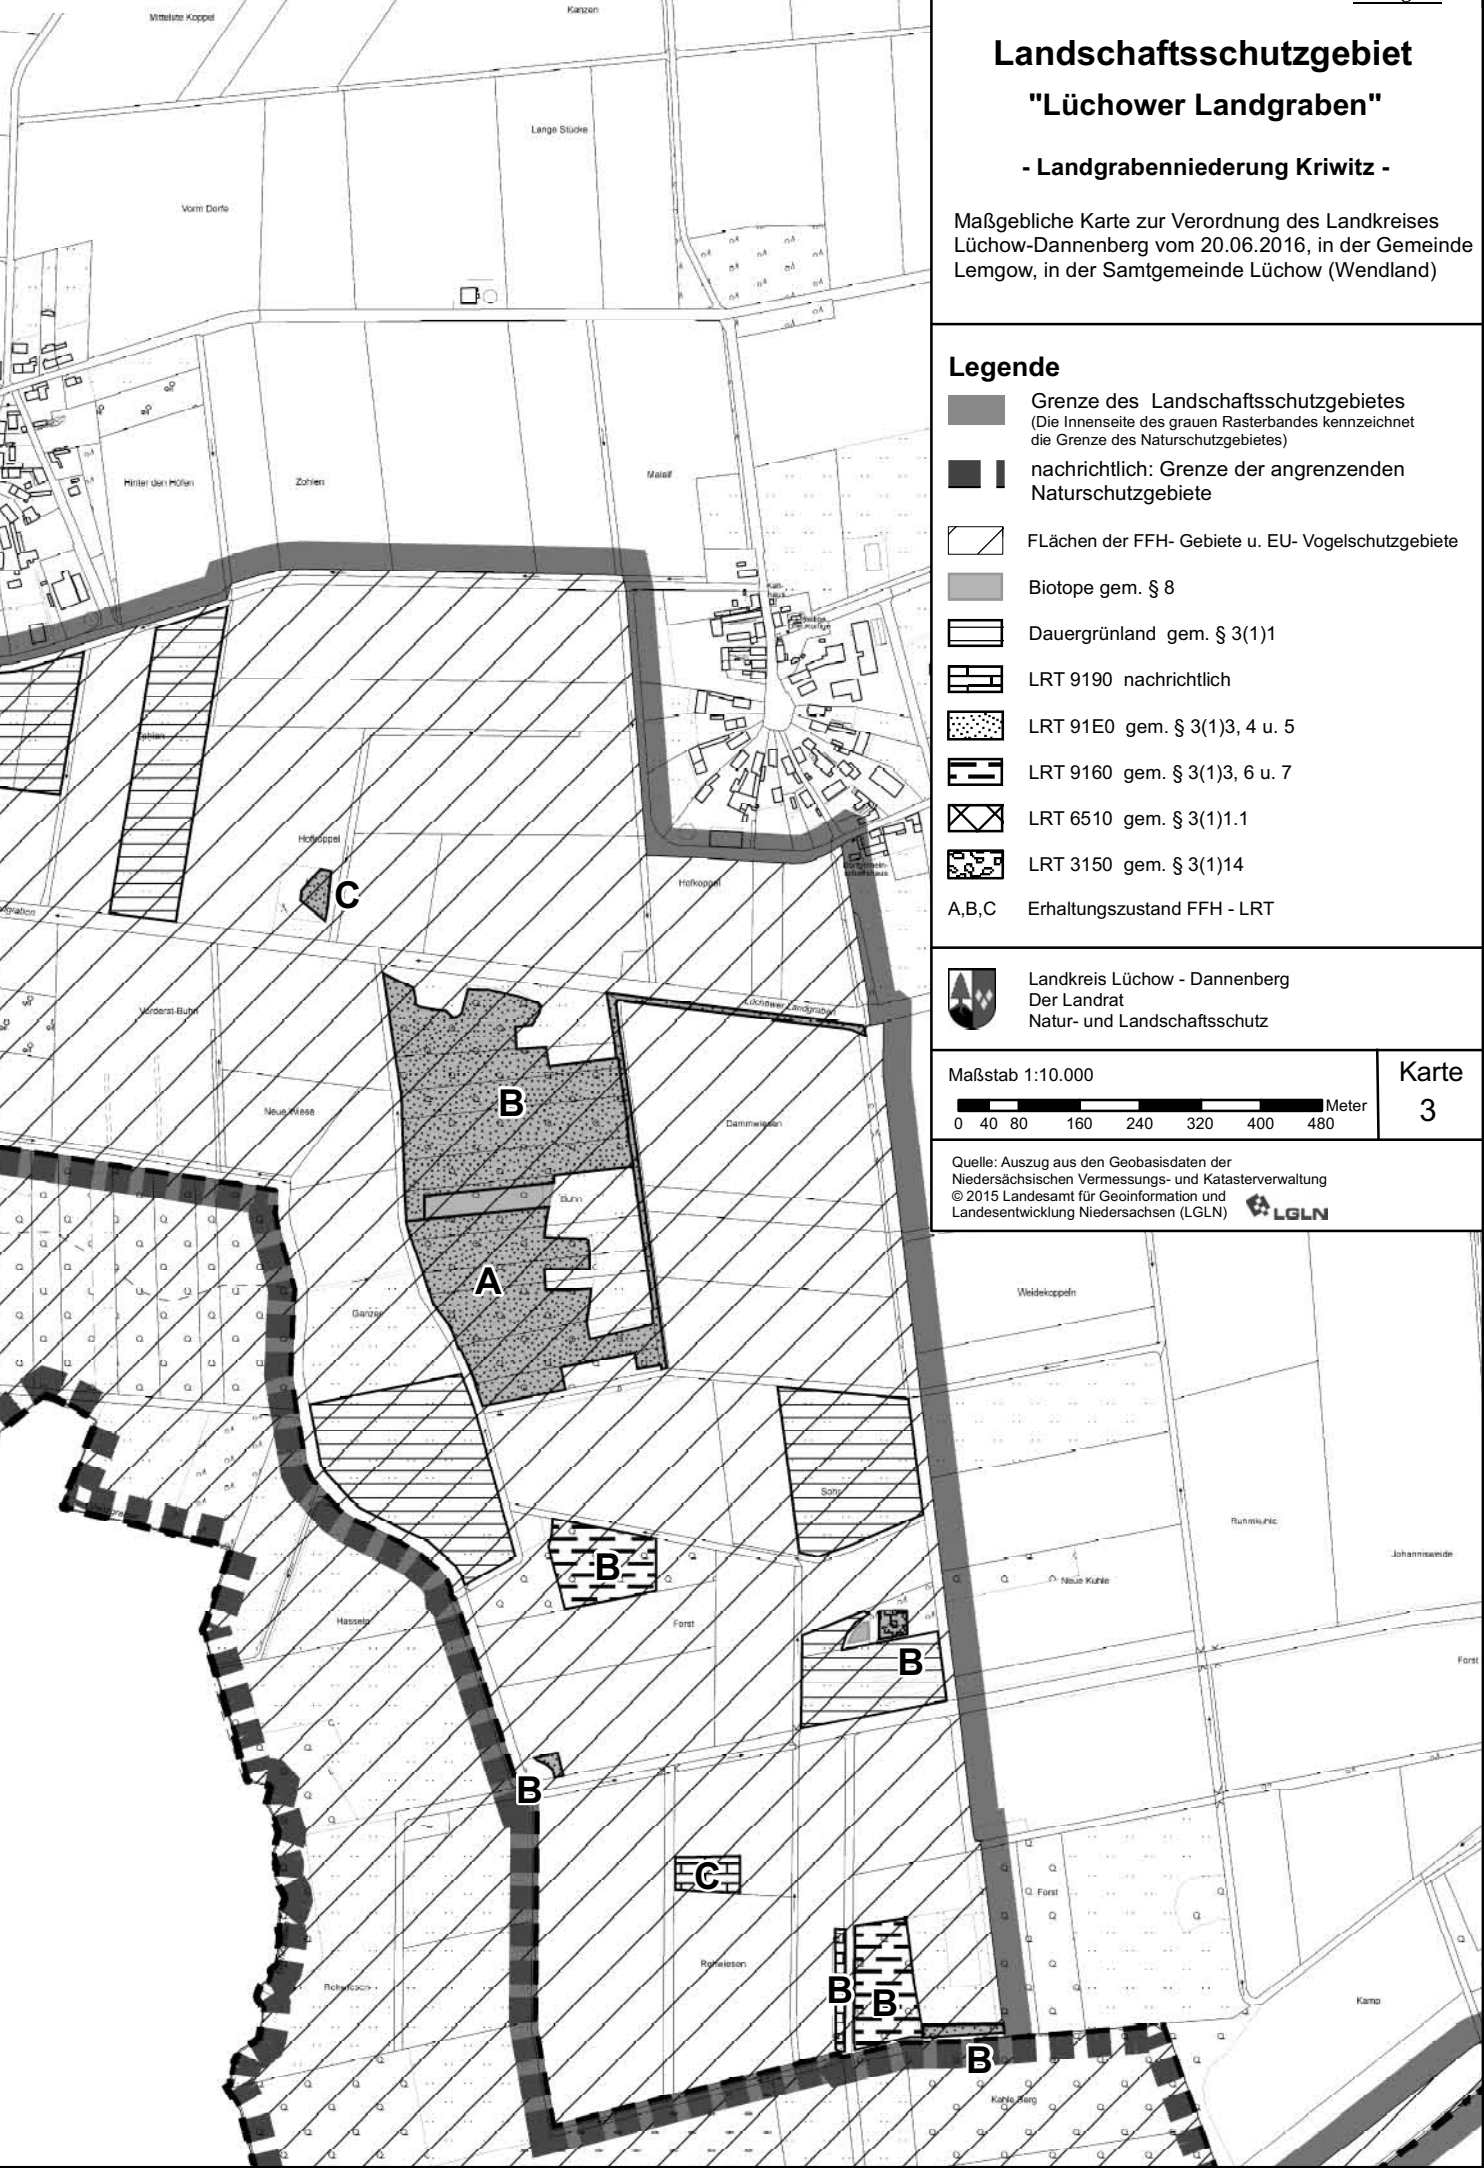 Landschaftsschutzgebiet
"Lüchower Landgraben"
- Landgrabenniederung Kriwitz -
Maßgebliche Karte zur Verordnung des Landkreises
Lüchow-Dannenberg vom 20.06.2016, in der Gemeinde
Lemgow, in der Samtgemeinde Lüchow (Wendland)
Legende
Grenze des Landschaftsschutzgebietes
(Die Innenseite des grauen Rasterbandes kennzeichnet
die Grenze des Naturschutzgebietes)
nachrichtlich: Grenze der angrenzenden
Naturschutzgebiete
FLächen der FFH- Gebiete u. EU- Vogelschutzgebiete
Biotope gem. § 8
Dauergrünland gem. § 3(1)1
LRT 9190 nachrichtlich
LRT 91E0 gem. § 3(1)3, 4 u. 5
LRT 9160 gem. § 3(1)3, 6 u. 7
LRT 6510 gem. § 3(1)1.1
LRT 3150 gem. § 3(1)14
A,B,C Erhaltungszustand FFH - LRT
Landkreis Lüchow - Dannenberg
Der Landrat
Natur- und Landschaftsschutz
Maßstab 1:10.000
Meter
0 40 80 160 240 320 400 480
Karte
3
Quelle: Auszug aus den Geobasisdaten der
Niedersächsischen Vermessungs- und Katasterverwaltung
© 2015 Landesamt für Geoinformation und
Landesentwicklung Niedersachsen (LGLN)
LGLN
Mittelste Koppel
Kanzen
Lange Stücke
Vorm Dorfe
Hinter den Höfen
Zohlen
Hofkoppel
C
Hofkoppel
Vorderst-Buhn
Lüchower Landgraben
Neue Wiese
B
Dammwiesen
Buhn
A
Ganzer
Weidekoppeln
Sohr
Ruhmkuhle
Johannisweide
B
Neue Kuhle
Forst
B
Forst
B
C
Forst
Rehwiesen
B
B
Kamp
B
Kahle Berg